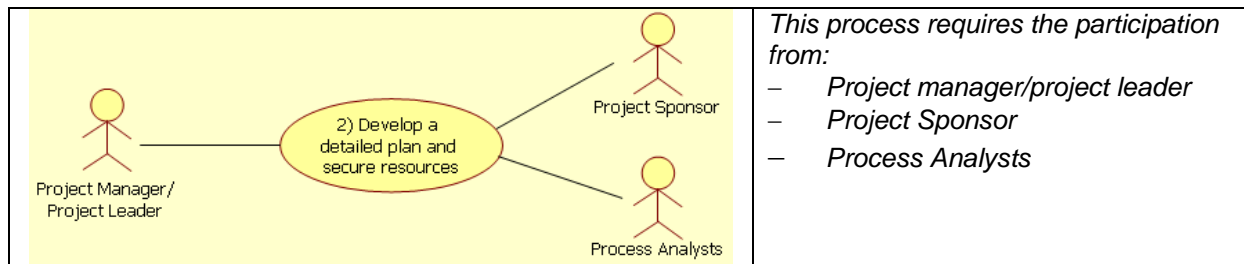 Project Manager/
Project Leader
2) Develop a
detailed plan and
secure resources
Project Sponsor
Process Analysts
This process requires the participation
from:
– Project manager/project leader
– Project Sponsor
– Process Analysts